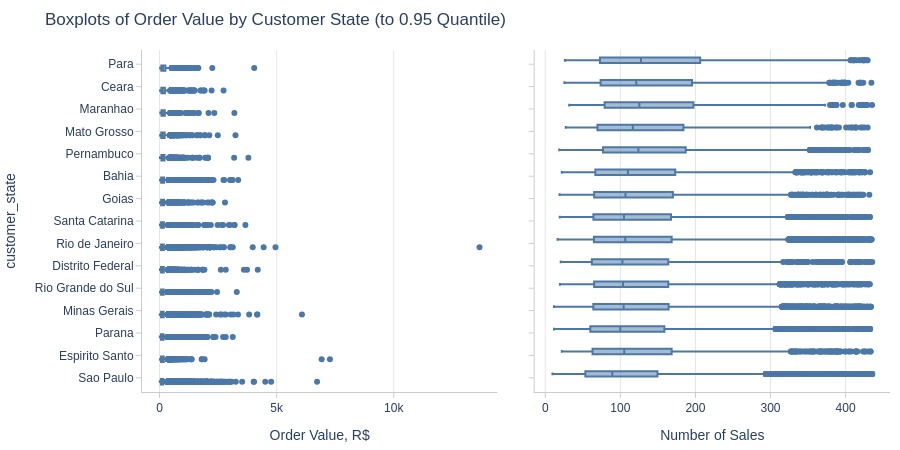 Boxplots of Order Value by Customer State (to 0.95 Quantile)
customer_state
Para
Ceara
Maranhao
Mato Grosso
Pernambuco
Bahia
Goias
Santa Catarina
Rio de Janeiro
Distrito Federal
Rio Grande do Sul
Minas Gerais
Parana
Espirito Santo
Sao Paulo
0 5k 10k
Order Value, R$
0 100 200 300 400
Number of Sales